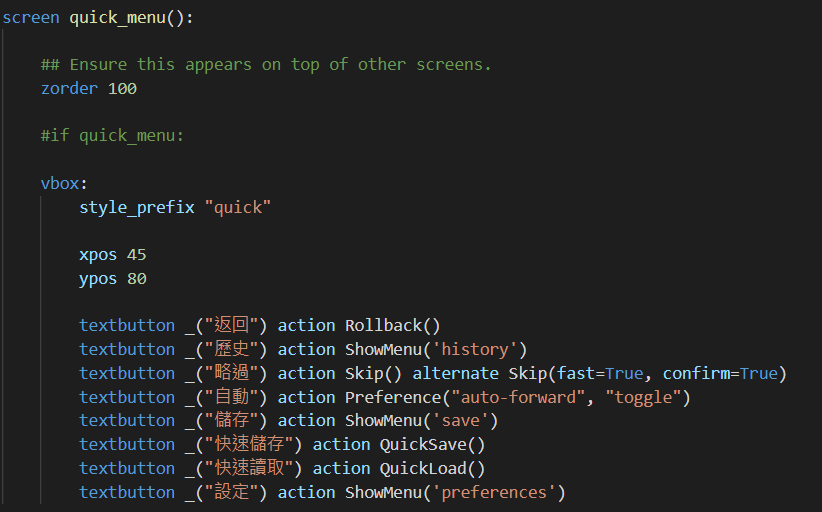 screen quick_menu():
## Ensure this appears on top of other screens.
zorder 100
#if quick_menu:
vbox:
style_prefix "quick"
xpos 45
ypos 80
textbutton _("返回") action Rollback()
textbutton _("歷史") action ShowMenu('history')
textbutton _("略過") action Skip() alternate Skip(fast=True, confirm=True)
textbutton _("自動") action Preference("auto-forward", "toggle")
textbutton _("儲存") action ShowMenu('save')
textbutton _("快速儲存") action QuickSave()
textbutton _("快速讀取") action QuickLoad()
textbutton _("設定") action ShowMenu('preferences')